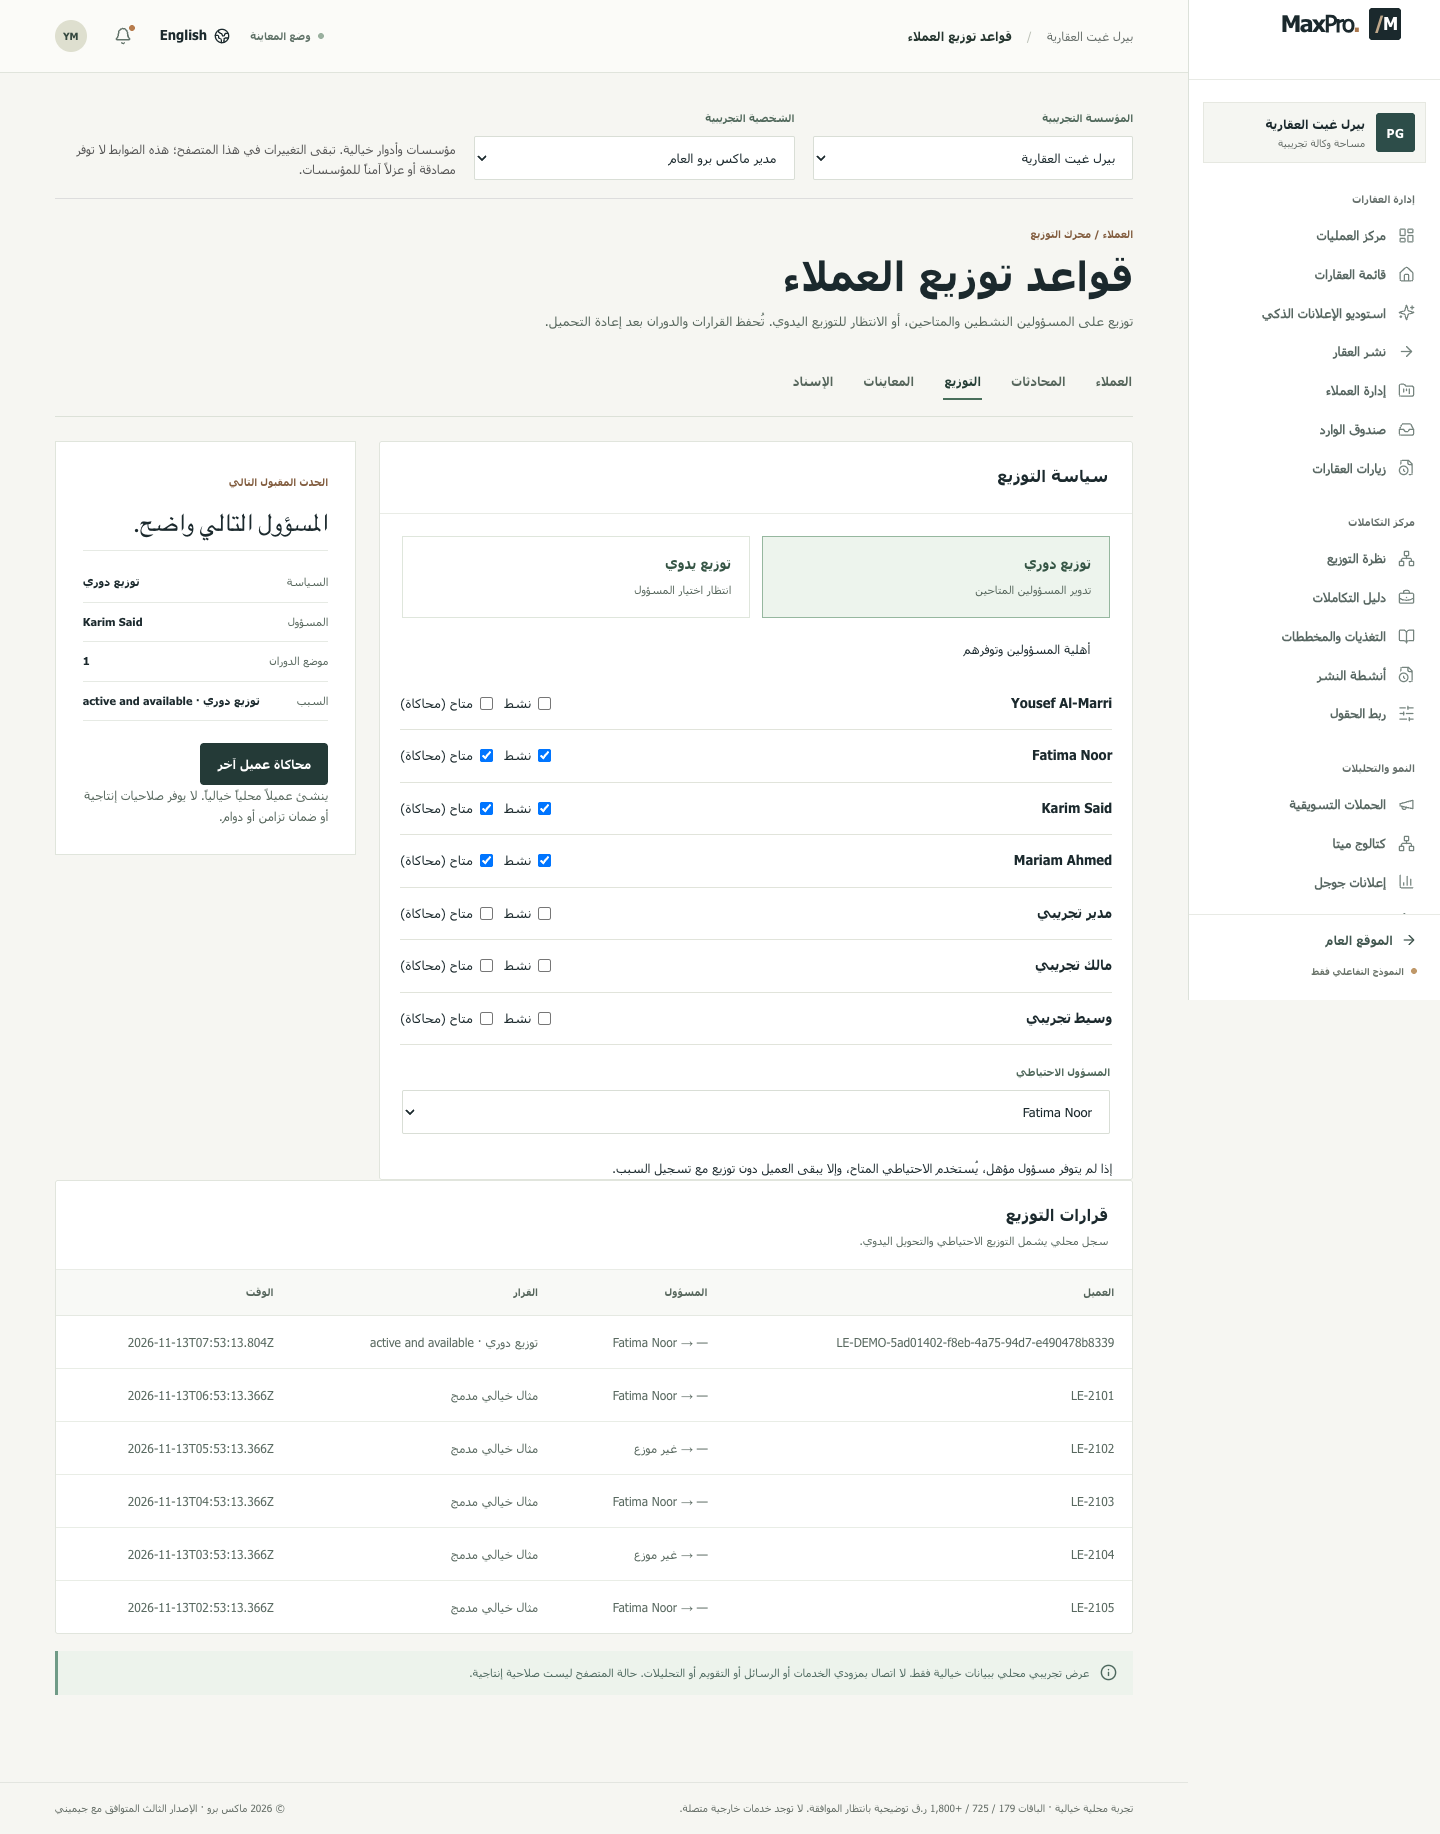 /M MaxPro.
بيرل غيت العقارية / قواعد توزيع العملاء
وضع المعاينة
English
YM
PG
بيرل غيت العقارية
مساحة وكالة تجريبية
إدارة العقارات
مركز العمليات
قائمة العقارات
استوديو الإعلانات الذكي
نشر العقار
إدارة العملاء
صندوق الوارد
زيارات العقارات
مركز التكاملات
نظرة التوزيع
دليل التكاملات
التغذيات والمخططات
أنشطة النشر
ربط الحقول
النمو والتحليلات
الحملات التسويقية
كتالوج ميتا
إعلانات جوجل
الموقع العام
النموذج التفاعلي فقط
المؤسسة التجريبية
بيرل غيت العقارية
الشخصية التجريبية
مدير ماكس برو العام
مؤسسات وأدوار خيالية. تبقى التغييرات في هذا المتصفح؛ هذه الضوابط لا توفر
مصادقة أو عزلاً آمناً للمؤسسات.
العملاء / محرك التوزيع
قواعد توزيع العملاء
توزيع على المسؤولين النشطين والمتاحين، أو الانتظار للتوزيع اليدوي. تُحفظ القرارات والدوران بعد إعادة التحميل.
العملاء
المحادثات
التوزيع
المعاينات
الإسناد
سياسة التوزيع
توزيع دوري
تدوير المسؤولين المتاحين
توزيع يدوي
انتظار اختيار المسؤول
أهلية المسؤولين وتوفرهم
Yousef Al-Marri نشط متاح (محاكاة)
Fatima Noor نشط متاح (محاكاة)
Karim Said نشط متاح (محاكاة)
Mariam Ahmed نشط متاح (محاكاة)
مدير تجريبي نشط متاح (محاكاة)
مالك تجريبي نشط متاح (محاكاة)
وسيط تجريبي نشط متاح (محاكاة)
المسؤول الاحتياطي
Fatima Noor
إذا لم يتوفر مسؤول مؤهل، يُستخدم الاحتياطي المتاح، وإلا يبقى العميل دون توزيع مع تسجيل السبب.
الحدث المقبول التالي
المسؤول التالي واضح.
السياسة توزيع دوري
المسؤول Karim Said
موضع الدوران 1
السبب توزيع دوري · active and available
محاكاة عميل آخر
ينشئ عميلاً محلياً خيالياً. لا يوفر صلاحيات إنتاجية
أو ضمان تزامن أو دوام.
قرارات التوزيع
سجل محلي يشمل التوزيع الاحتياطي والتحويل اليدوي.
العميل المسؤول القرار الوقت
LE-DEMO-5ad01402-f8eb-4a75-94d7-e490478b8339 — → Fatima Noor توزيع دوري · active and available 2026-11-13T07:53:13.804Z
LE-2101 — → Fatima Noor مثال خيالي مدمج 2026-11-13T06:53:13.366Z
LE-2102 — → غير موزع مثال خيالي مدمج 2026-11-13T05:53:13.366Z
LE-2103 — → Fatima Noor مثال خيالي مدمج 2026-11-13T04:53:13.366Z
LE-2104 — → غير موزع مثال خيالي مدمج 2026-11-13T03:53:13.366Z
LE-2105 — → Fatima Noor مثال خيالي مدمج 2026-11-13T02:53:13.366Z
عرض تجريبي محلي ببيانات خيالية فقط. لا اتصال بمزودي الخدمات أو الرسائل أو التقويم أو التحليلات. حالة المتصفح ليست صلاحية إنتاجية.
تجربة محلية خيالية · الباقات 179 / 725 / +1,800 ر.ق توضيحية بانتظار الموافقة. لا توجد خدمات خارجية متصلة.
© 2026 ماكس برو · الإصدار الثالث المتوافق مع جيميني